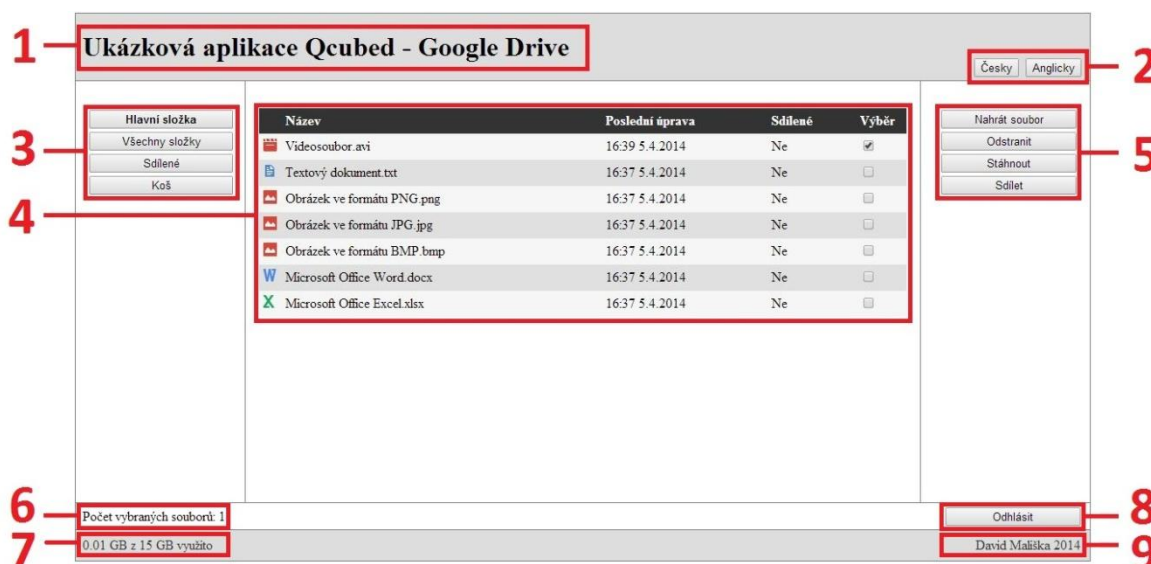 1
Ukázková aplikace Qcubed - Google Drive
2
Česky Anglicky
3
Hlavní složka
Všechny složky
Sdílené
Koš
4
Název Poslední úprava Sdílené Výběr
Videosoubor.avi 16:39 5.4.2014 Ne
Textový dokument.txt 16:37 5.4.2014 Ne
Obrázek ve formátu PNG.png 16:37 5.4.2014 Ne
Obrázek ve formátu JPG.jpg 16:37 5.4.2014 Ne
Obrázek ve formátu BMP.bmp 16:37 5.4.2014 Ne
W Microsoft Office Word.docx 16:37 5.4.2014 Ne
X Microsoft Office Excel.xlsx 16:37 5.4.2014 Ne
5
Nahrát soubor
Odstranit
Stáhnout
Sdílet
6
Počet vybraných souborů: 1
8
Odhlásit
7
0.01 GB z 15 GB využito
9
David Mališka 2014